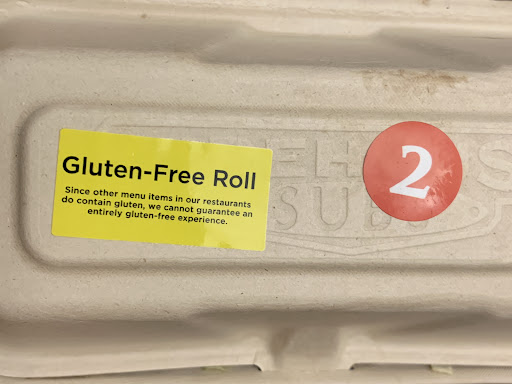 Gluten-Free Roll
Since other menu items in our restaurants
do contain gluten, we cannot guarantee an
entirely gluten-free experience.
2
SUBS